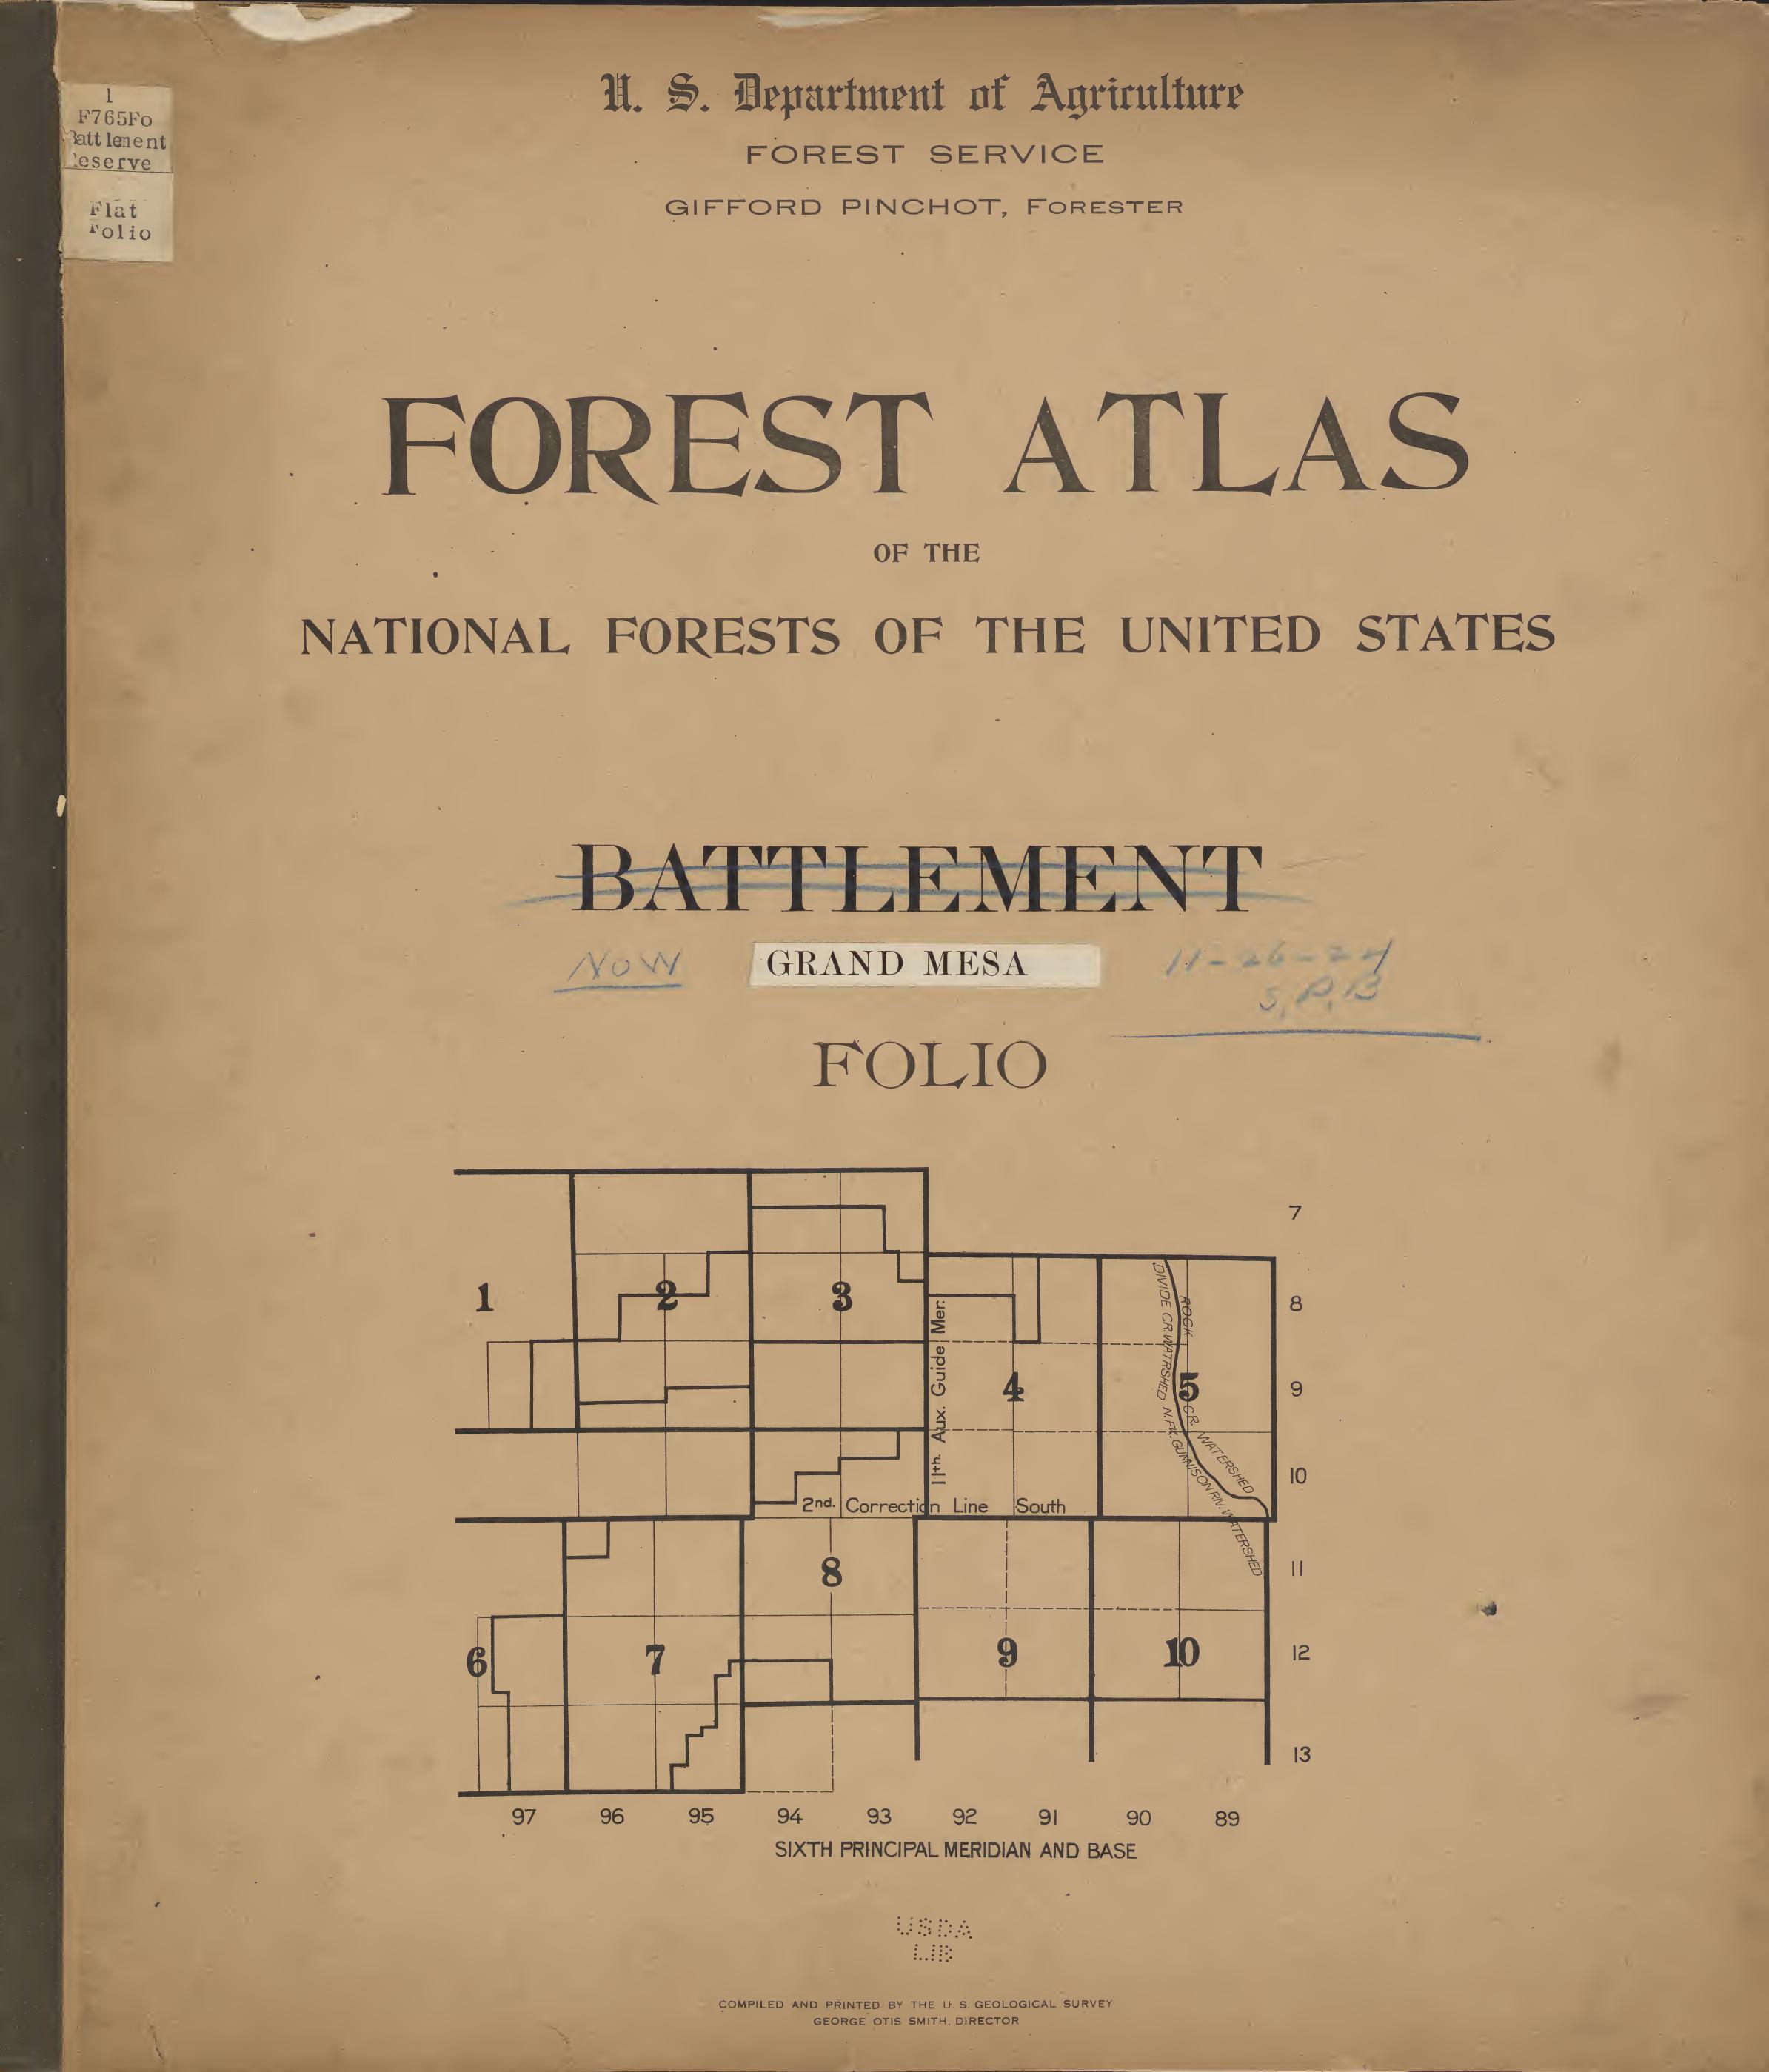 1
F765Fo
Battlement
Reserve
Flat
Folio
U. S. Department of Agriculture
FOREST SERVICE
GIFFORD PINCHOT, FORESTER
FOREST ATLAS
OF THE
NATIONAL FORESTS OF THE UNITED STATES
BATTLEMENT
NOW GRAND MESA 11-26-24
S.P.B
FOLIO
7
1 2 3 8
4 5 9
10
11th. Aux. Guide Mer.
2nd. Correction Line South
DIVIDE CR. WATRSHED N.FK. GUNNISON RIV. WATERSHED
ROCK CR. WATERSHED
8 11
6 7 9 10 12
13
97 96 95 94 93 92 91 90 89
SIXTH PRINCIPAL MERIDIAN AND BASE
USDA
LIB
COMPILED AND PRINTED BY THE U. S. GEOLOGICAL SURVEY
GEORGE OTIS SMITH, DIRECTOR